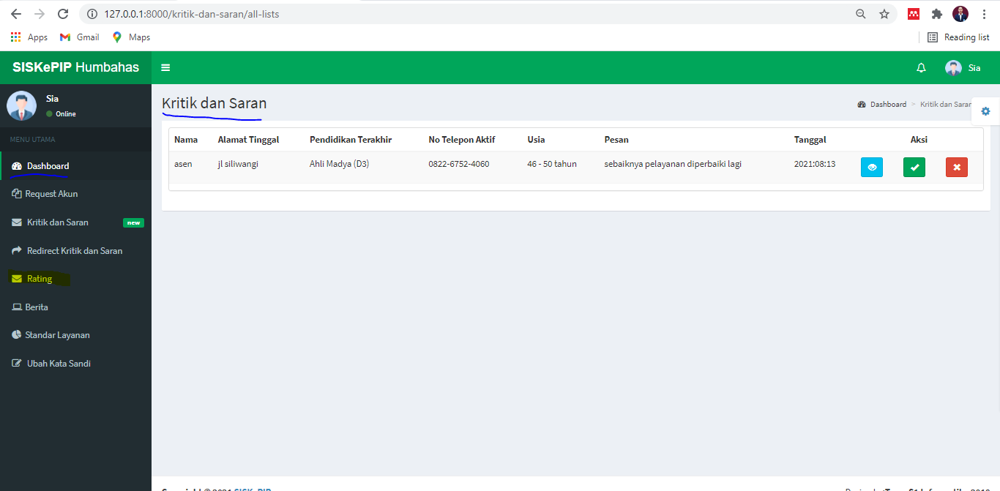 127.0.0.1:8000/kritik-dan-saran/all-lists
Apps Gmail Maps Reading list
SISKePIP Humbahas
Sia
Sia
Online
MENU UTAMA
Dashboard
Request Akun
Kritik dan Saran new
Redirect Kritik dan Saran
Rating
Berita
Standar Layanan
Ubah Kata Sandi
Kritik dan Saran
Dashboard > Kritik dan Saran
Nama Alamat Tinggal Pendidikan Terakhir No Telepon Aktif Usia Pesan Tanggal Aksi
asen jl siliwangi Ahli Madya (D3) 0822-6752-4060 46 - 50 tahun sebaiknya pelayanan diperbaiki lagi 2021:08:13